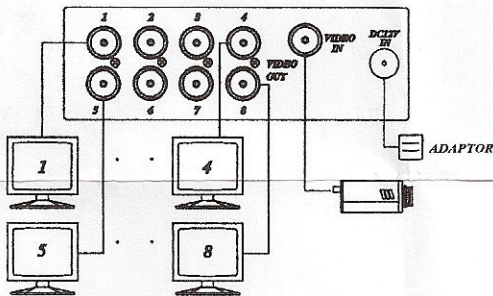 1 2 3 4
VIDEO IN
DC12V IN
VIDEO OUT
5 6 7 8
ADAPTOR
1 4
5 8